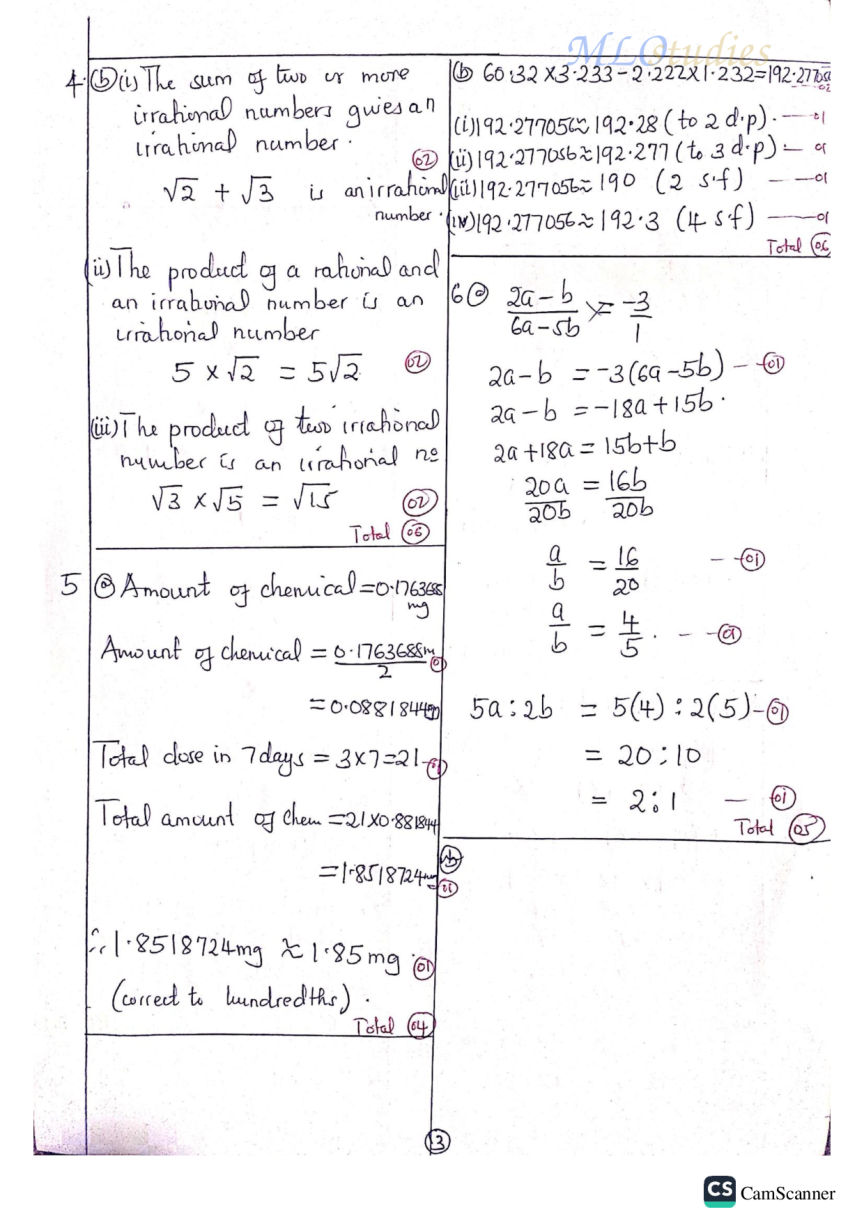 MLOtudies
4. (b)(i) The sum of two or more
irrational numbers gives an
irrational number.
(02)
√2 + √3 is an irrational
number.
(ii) The product of a rational and
an irrational number is an
irrational number
5 × √2 = 5√2 (02)
(iii) The product of two irrational
number is an irrational no
√3 × √5 = √15 (02)
Total (06)
5 (a) Amount of chemical = 0.1763688
mg
Amount of chemical = 0.1763688m
2
= 0.0881844
Total dose in 7 days = 3×7=21 -
Total amount of chem = 21×0.881844
= 1.8518724
∴ 1.8518724mg ≈ 1.85mg. (01)
(correct to hundredths).
Total (04)
(b) 60.32 × 3.233 - 2.222 × 1.232 = 192.277056
02
(i) 192.277056 ≈ 192.28 (to 2 d.p). — 01
(ii) 192.277056 ≈ 192.277 (to 3 d.p) — 01
(iii) 192.277056 ≈ 190 (2 s.f) — 01
(iv) 192.277056 ≈ 192.3 (4 s.f) — 01
Total (06)
6 (a) 2a - b = -3
6a - 5b 1
2a - b = -3(6a - 5b) — (01)
2a - b = -18a + 15b.
2a + 18a = 15b + b
20a = 16b
20b 20b
a = 16 — (01)
b 20
a = 4. — (01)
b 5
5a : 2b = 5(4) : 2(5) — (01)
= 20 : 10
= 2 : 1 — (01)
Total (05)
(b)
13
CS CamScanner